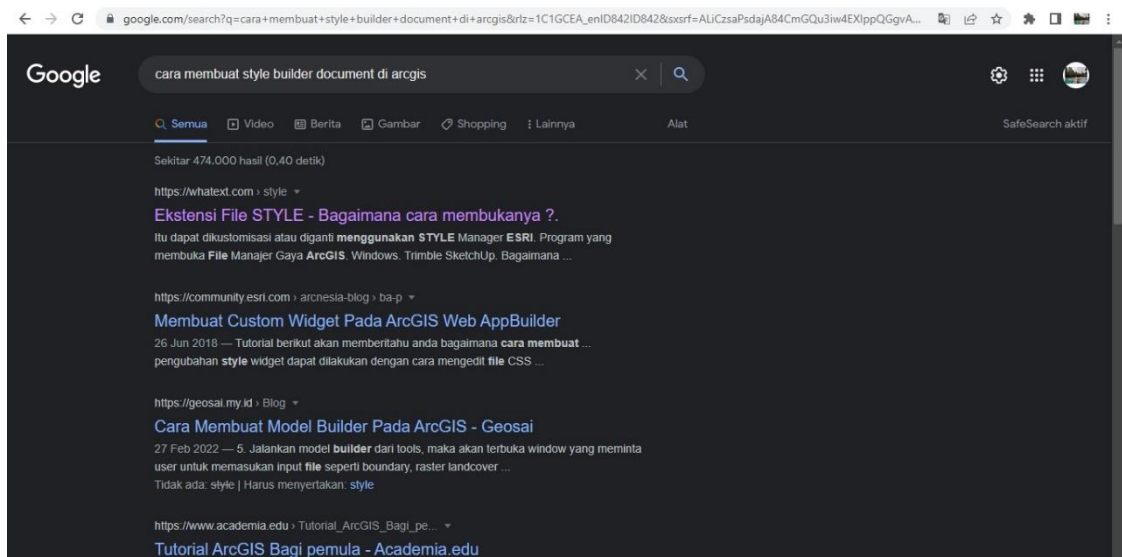 google.com/search?q=cara+membuat+style+builder+document+di+arcgis&rlz=1C1GCEA_enID842ID842&sxsrf=ALiCzsaPsdajA84CmGQu3iw4EXIppQGgvA...
Google
cara membuat style builder document di arcgis
Semua Video Berita Gambar Shopping Lainnya Alat SafeSearch aktif
Sekitar 474.000 hasil (0,40 detik)
https://whatext.com › style
Ekstensi File STYLE - Bagaimana cara membukanya ?.
Itu dapat dikustomisasi atau diganti menggunakan STYLE Manager ESRI. Program yang
membuka File Manajer Gaya ArcGIS. Windows. Trimble SketchUp. Bagaimana ...
https://community.esri.com › arcnesia-blog › ba-p
Membuat Custom Widget Pada ArcGIS Web AppBuilder
26 Jun 2018 — Tutorial berikut akan memberitahu anda bagaimana cara membuat ...
pengubahan style widget dapat dilakukan dengan cara mengedit file CSS ...
https://geosai.my.id › Blog
Cara Membuat Model Builder Pada ArcGIS - Geosai
27 Feb 2022 — 5. Jalankan model builder dari tools, maka akan terbuka window yang meminta
user untuk memasukan input file seperti boundary, raster landcover ...
Tidak ada: style | Harus menyertakan: style
https://www.academia.edu › Tutorial_ArcGIS_Bagi_pe...
Tutorial ArcGIS Bagi pemula - Academia.edu